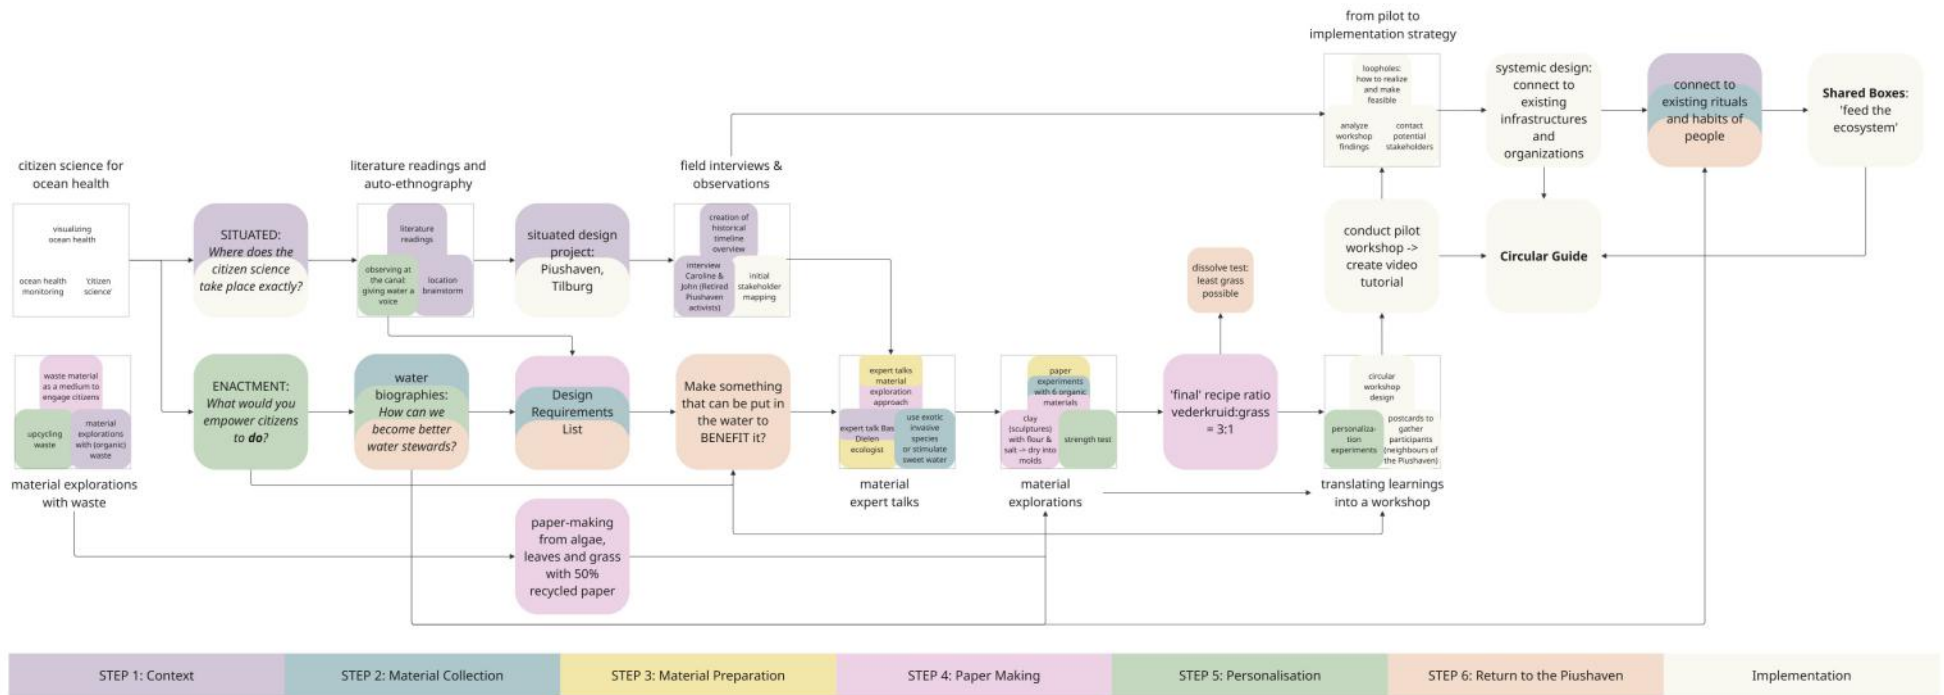 from pilot to
implementation strategy
loopholes:
how to realize
and make
feasible
analyze
workshop
findings
contact
potential
stakeholders
systemic design:
connect to
existing
infrastructures
and
organizations
connect to
existing rituals
and habits of
people
Shared Boxes:
'feed the
ecosystem'
citizen science for
ocean health
visualizing
ocean health
ocean health
monitoring
'citizen
science'
SITUATED:
Where does the
citizen science
take place exactly?
literature readings and
auto-ethnography
literature
readings
observing at
the canal:
giving water a
voice
location
brainstorm
situated design
project:
Piushaven,
Tilburg
field interviews &
observations
creation of
historical
timeline
overview
interview
Caroline &
John (Retired
Piushaven
activists)
initial
stakeholder
mapping
dissolve test:
least grass
possible
conduct pilot
workshop ->
create video
tutorial
Circular Guide
waste material
as a medium to
engage citizens
upcycling
waste
material
explorations
with (organic)
waste
material explorations
with waste
ENACTMENT:
What would you
empower citizens
to do?
water
biographies:
How can we
become better
water stewards?
Design
Requirements
List
Make something
that can be put in
the water to
BENEFIT it?
expert talks
material
exploration
approach
expert talk Bas
Dielen
ecologist
use exotic
invasive
species
or stimulate
sweet water
material
expert talks
paper
experiments
with 6 organic
materials
clay
(sculptures)
with flour &
salt -> dry into
molds
strength test
material
explorations
'final' recipe ratio
vederkruid:grass
= 3:1
circular
workshop
design
personaliza-
tion
experiments
postcards to
gather
participants
(neighbours of
the Piushaven)
translating learnings
into a workshop
paper-making
from algae,
leaves and grass
with 50%
recycled paper
STEP 1: Context
STEP 2: Material Collection
STEP 3: Material Preparation
STEP 4: Paper Making
STEP 5: Personalisation
STEP 6: Return to the Piushaven
Implementation